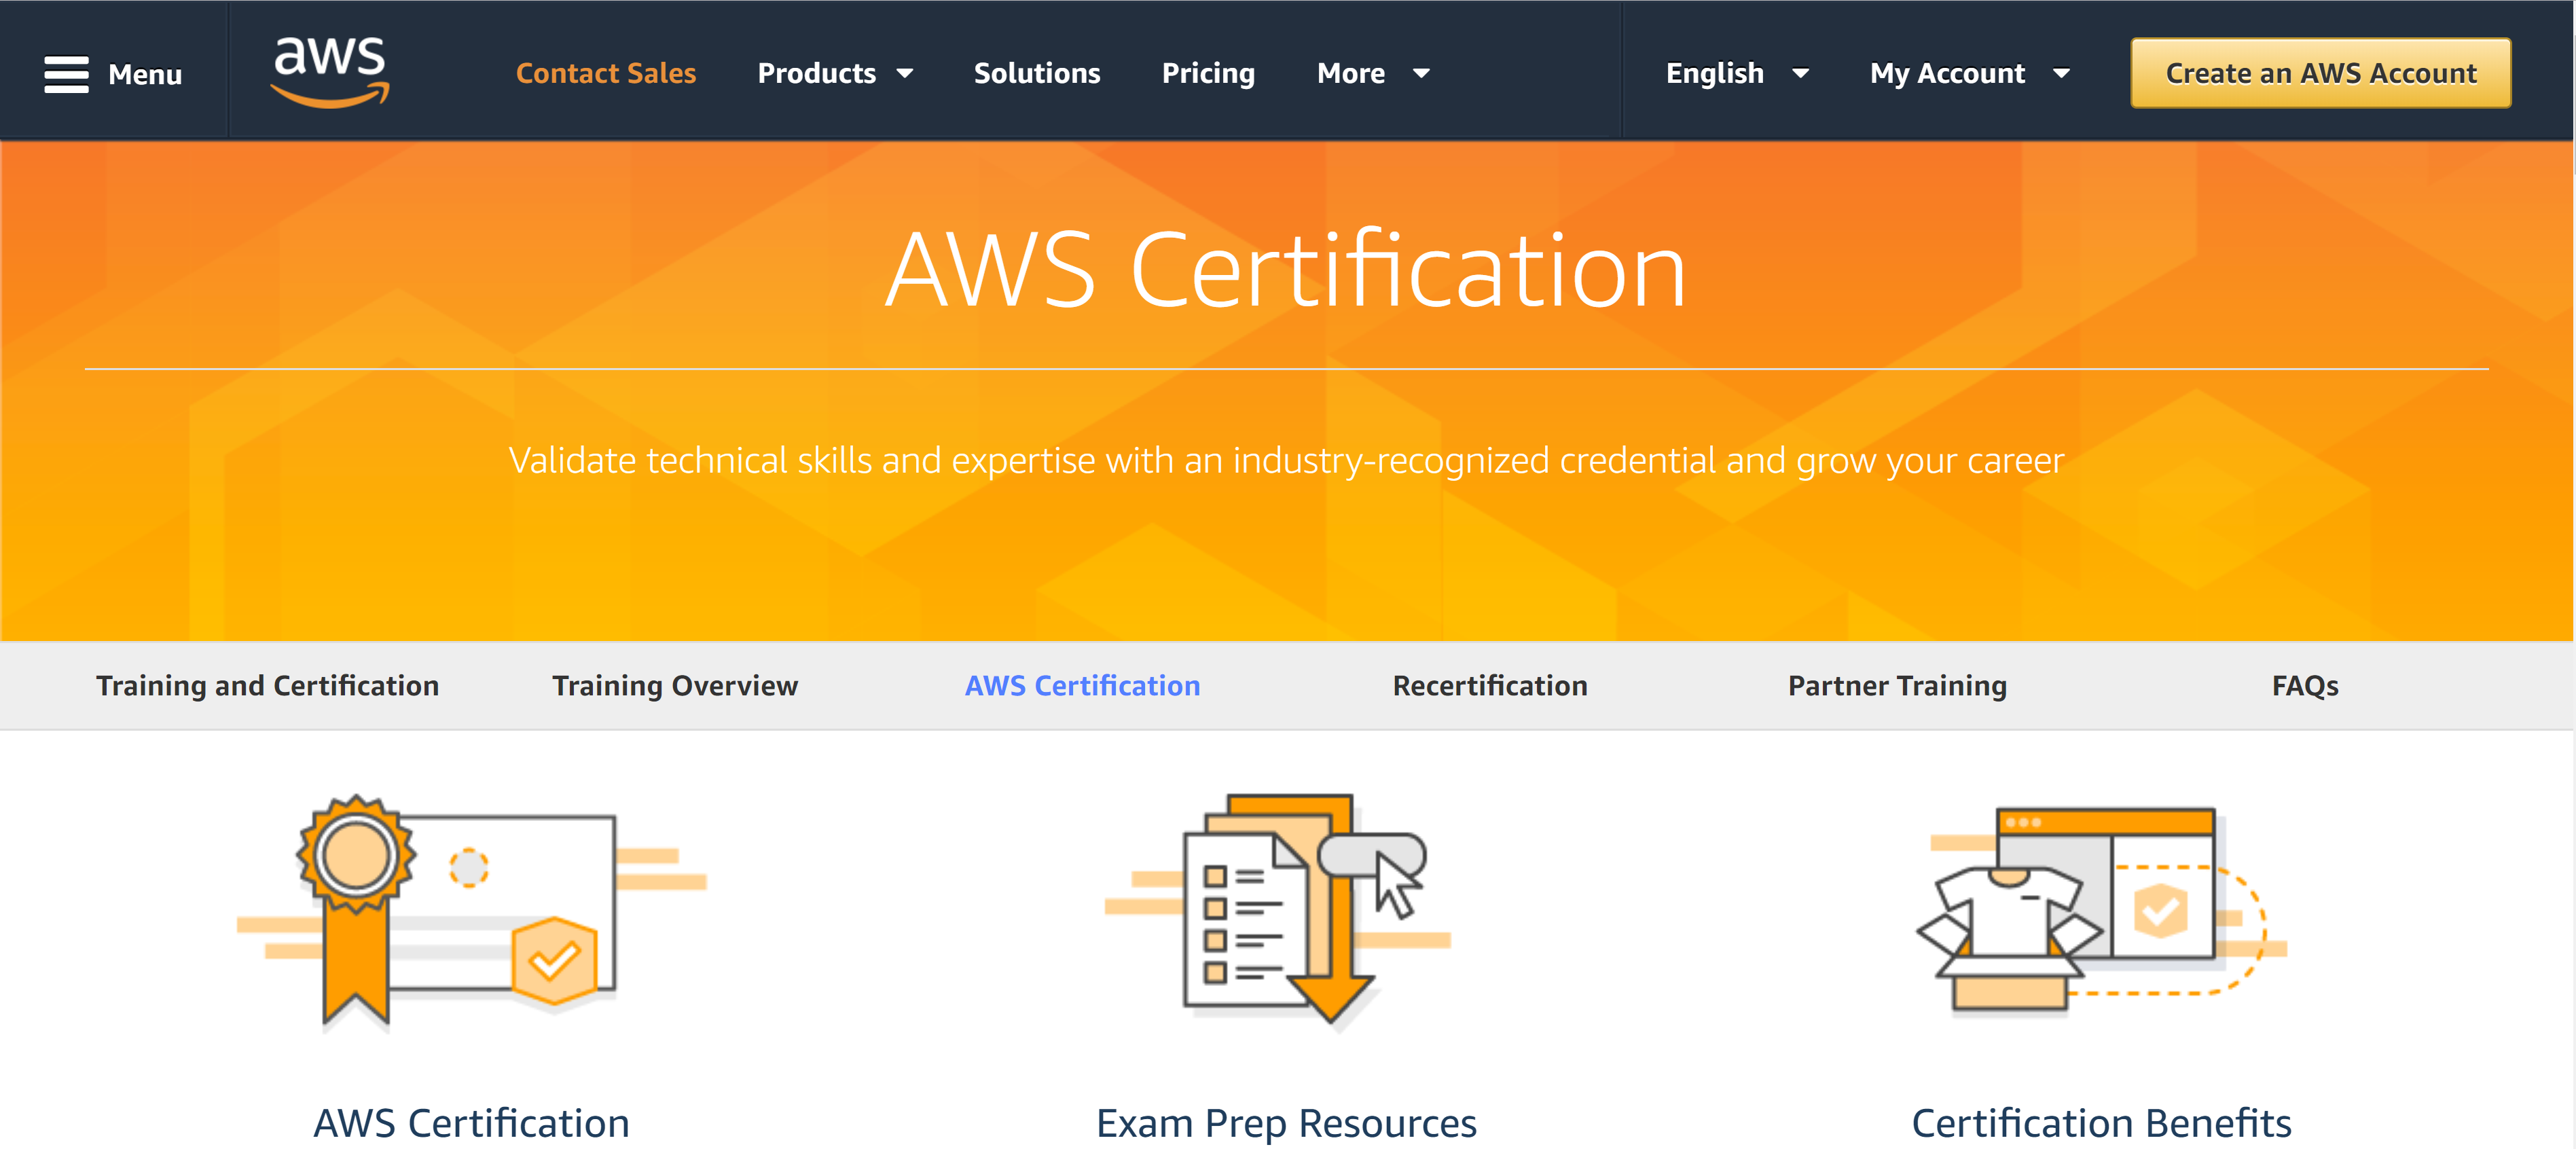 Menu
aws
Contact Sales
Products
Solutions
Pricing
More
English
My Account
Create an AWS Account
AWS Certification
Validate technical skills and expertise with an industry-recognized credential and grow your career
Training and Certification
Training Overview
AWS Certification
Recertification
Partner Training
FAQs
AWS Certification
Exam Prep Resources
Certification Benefits